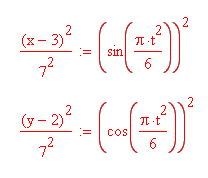 (x − 3)² / 7² := (sin(π·t² / 6))²
(y − 2)² / 7² := (cos(π·t² / 6))²